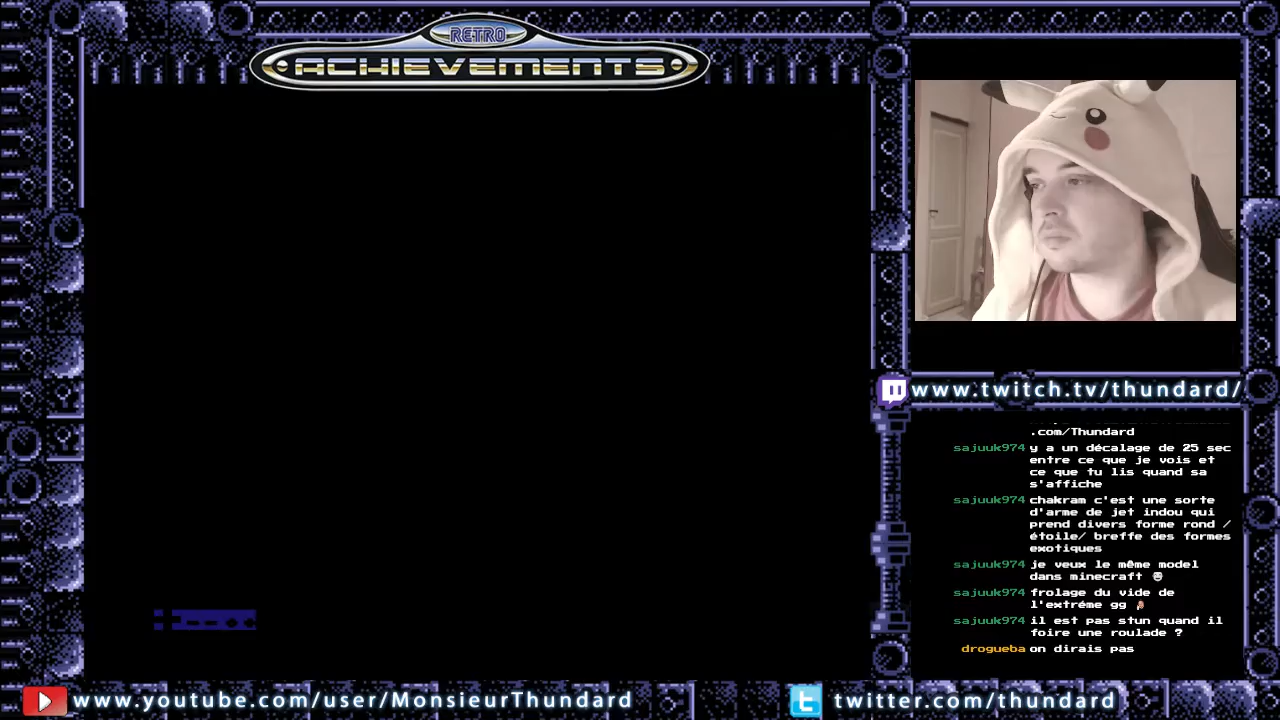 RETRO
ACHIEVEMENTS
www.twitch.tv/thundard/
.com/Thundard
sajuuk974 y a un décalage de 25 sec
entre ce que je vois et
ce que tu lis quand sa
s'affiche
sajuuk974 chakram c'est une sorte
d'arme de jet indou qui
prend divers forme rond /
étoile/ breffe des formes
exotiques
sajuuk974 je veux le même model
dans minecraft
sajuuk974 frolage du vide de
l'extréme gg
sajuuk974 il est pas stun quand il
foire une roulade ?
drogueba on dirais pas
www.youtube.com/user/MonsieurThundard
twitter.com/thundard